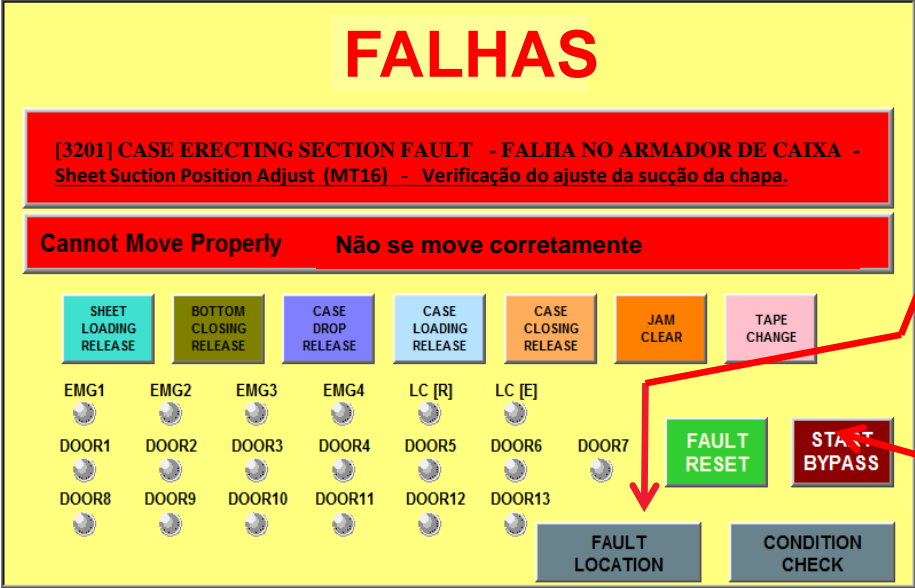 FALHAS
[3201] CASE ERECTING SECTION FAULT - FALHA NO ARMADOR DE CAIXA -
Sheet Suction Position Adjust (MT16) - Verificação do ajuste da sucção da chapa.
Cannot Move Properly Não se move corretamente
SHEET LOADING RELEASE
BOTTOM CLOSING RELEASE
CASE DROP RELEASE
CASE LOADING RELEASE
CASE CLOSING RELEASE
JAM CLEAR
TAPE CHANGE
EMG1 EMG2 EMG3 EMG4 LC [R] LC [E]
DOOR1 DOOR2 DOOR3 DOOR4 DOOR5 DOOR6 DOOR7
DOOR8 DOOR9 DOOR10 DOOR11 DOOR12 DOOR13
FAULT RESET
START BYPASS
FAULT LOCATION
CONDITION CHECK